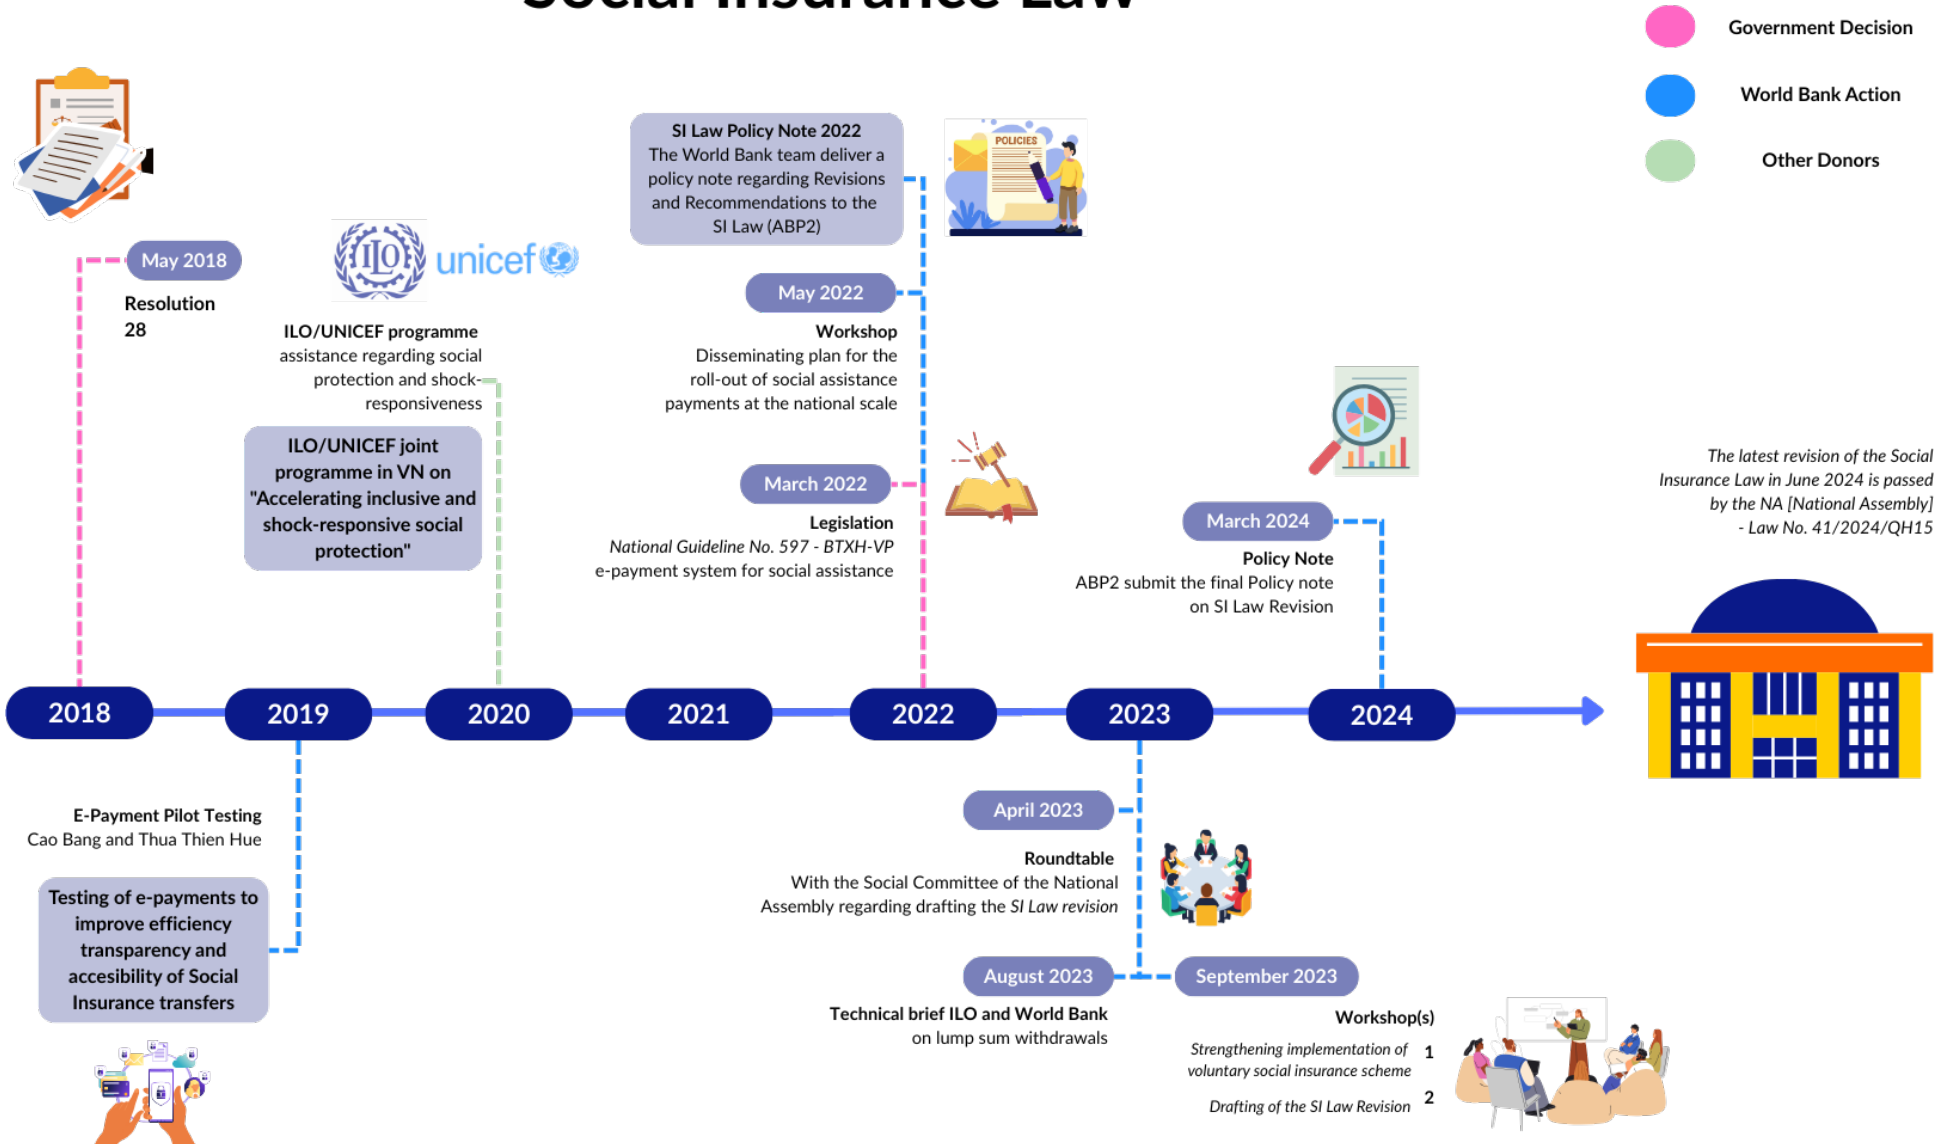 Social Insurance Law
Government Decision
World Bank Action
Other Donors
May 2018
Resolution
28
ILO
unicef
ILO/UNICEF programme
assistance regarding social
protection and shock-
responsiveness
ILO/UNICEF joint
programme in VN on
"Accelerating inclusive and
shock-responsive social
protection"
SI Law Policy Note 2022
The World Bank team deliver a
policy note regarding Revisions
and Recommendations to the
SI Law (ABP2)
POLICIES
May 2022
Workshop
Disseminating plan for the
roll-out of social assistance
payments at the national scale
March 2022
Legislation
National Guideline No. 597 - BTXH-VP
e-payment system for social assistance
March 2024
Policy Note
ABP2 submit the final Policy note
on SI Law Revision
The latest revision of the Social
Insurance Law in June 2024 is passed
by the NA [National Assembly]
- Law No. 41/2024/QH15
2018
2019
2020
2021
2022
2023
2024
E-Payment Pilot Testing
Cao Bang and Thua Thien Hue
Testing of e-payments to
improve efficiency
transparency and
accesibility of Social
Insurance transfers
April 2023
Roundtable
With the Social Committee of the National
Assembly regarding drafting the SI Law revision
August 2023
Technical brief ILO and World Bank
on lump sum withdrawals
September 2023
Workshop(s)
Strengthening implementation of 1
voluntary social insurance scheme
Drafting of the SI Law Revision 2